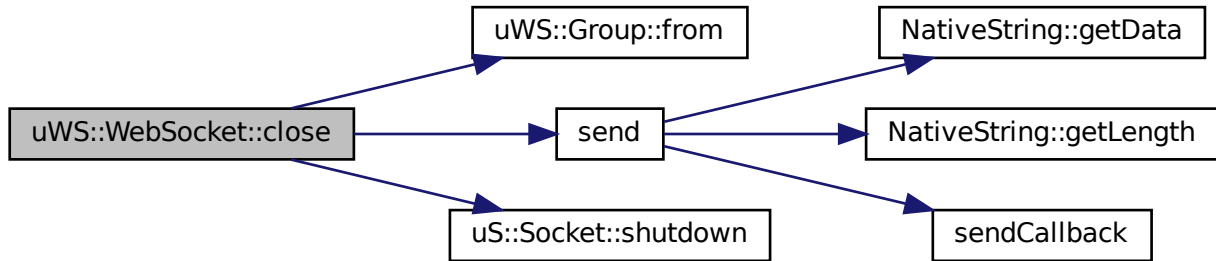 uWS::WebSocket::close
uWS::Group::from
send
uS::Socket::shutdown
NativeString::getData
NativeString::getLength
sendCallback